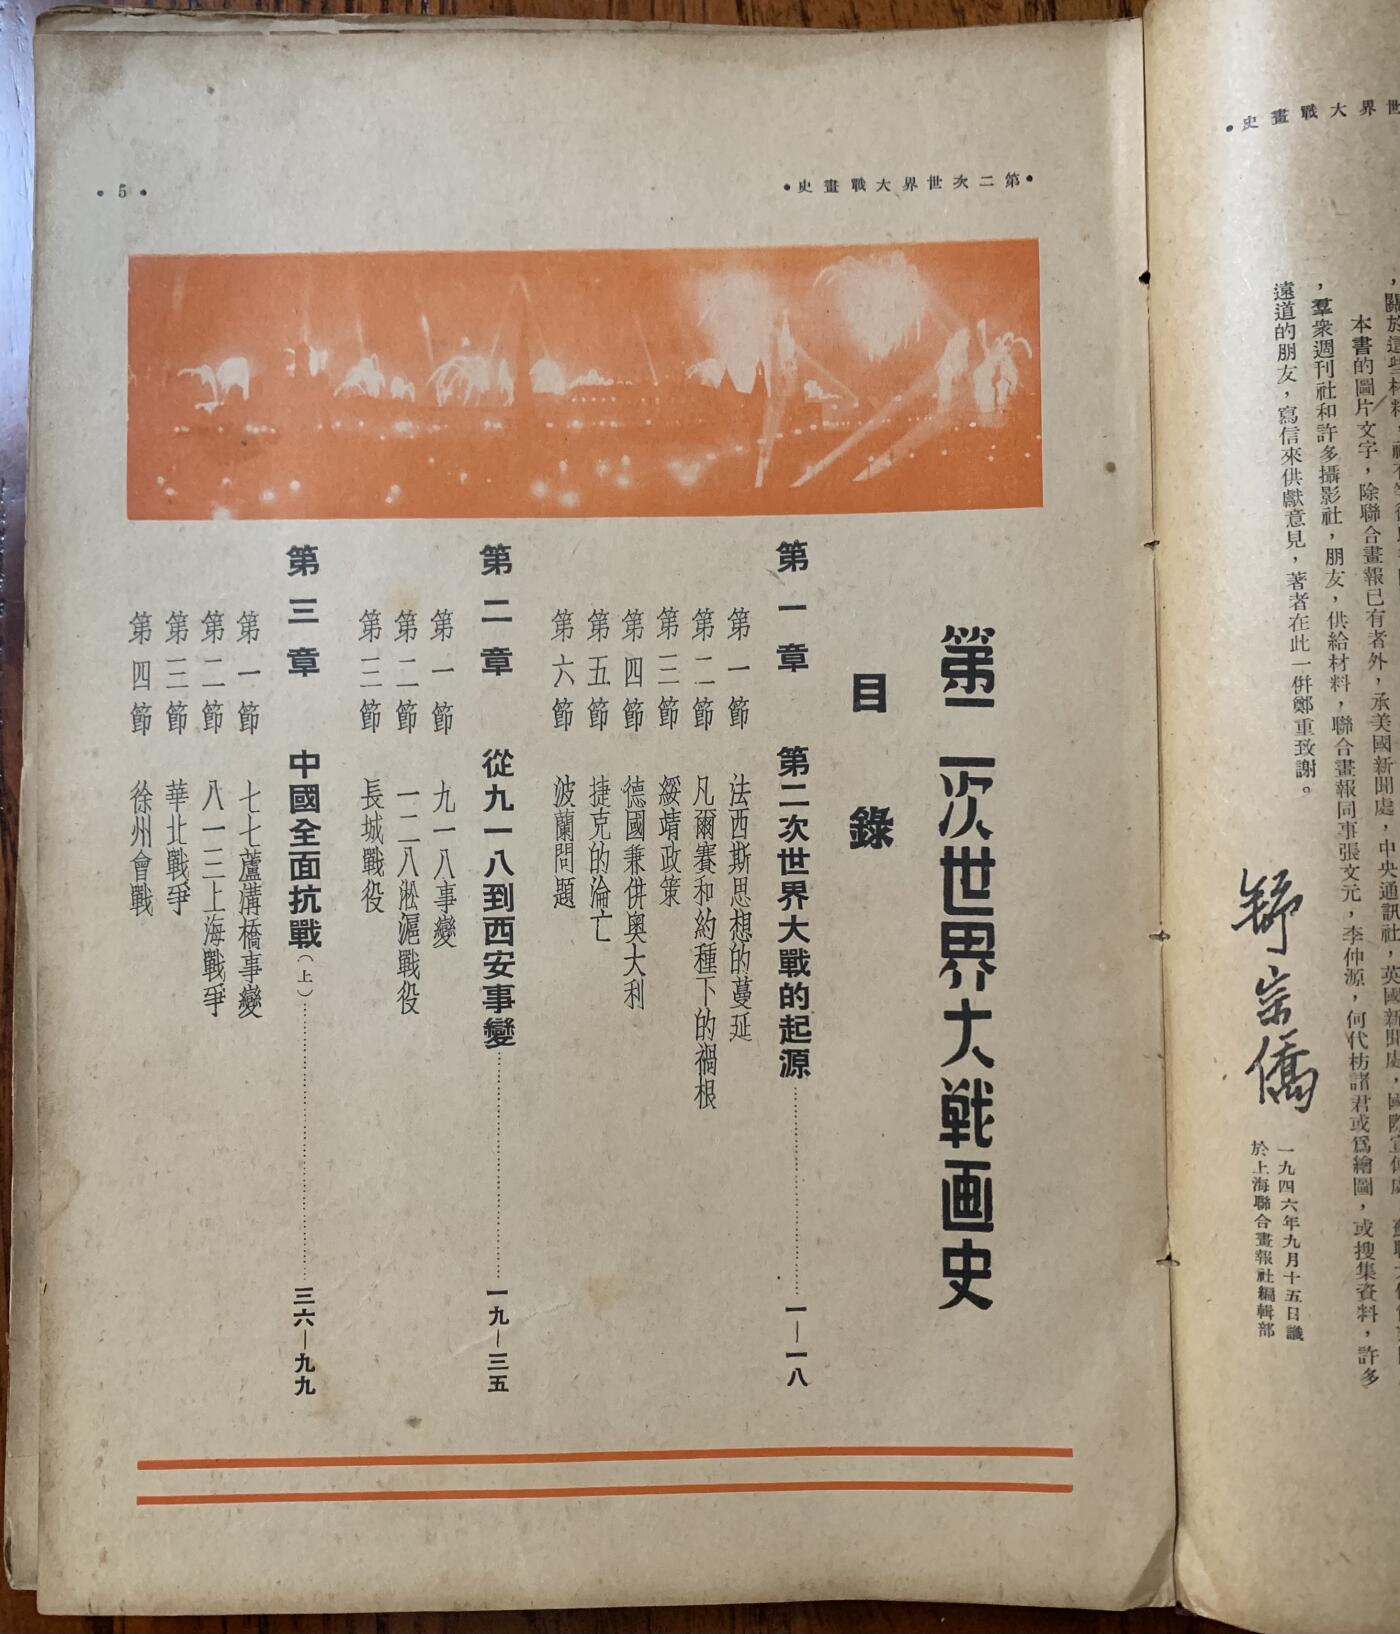 世界大戰畫史•
本書的圖片文字，除聯合畫報已有者外，承美國新聞處，中央通訊社，英國新聞處，國際宣傳處
，羣衆週刊社和許多攝影社，朋友，供給材料，聯合畫報同事張文元，李仲源，何代枋諸君或爲繪圖，或搜集資料，許多
遠道的朋友，寫信來供獻意見，著者在此一併鄭重致謝。
舒宗僑
一九四六年九月十五日識
於上海聯合畫報社編輯部
•第二次世界大戰畫史•
•5•
第二次世界大戰画史
目錄
第一章 第二次世界大戰的起源……一—一八
第一節 法西斯思想的蔓延
第二節 凡爾賽和約種下的禍根
第三節 綏靖政策
第四節 德國兼併奧大利
第五節 捷克的淪亡
第六節 波蘭問題
第二章 從九一八到西安事變……一九—三五
第一節 九一八事變
第二節 一二八淞滬戰役
第三節 長城戰役
第三章 中國全面抗戰（上）……三六—九九
第一節 七七蘆溝橋事變
第二節 八一三上海戰爭
第三節 華北戰爭
第四節 徐州會戰